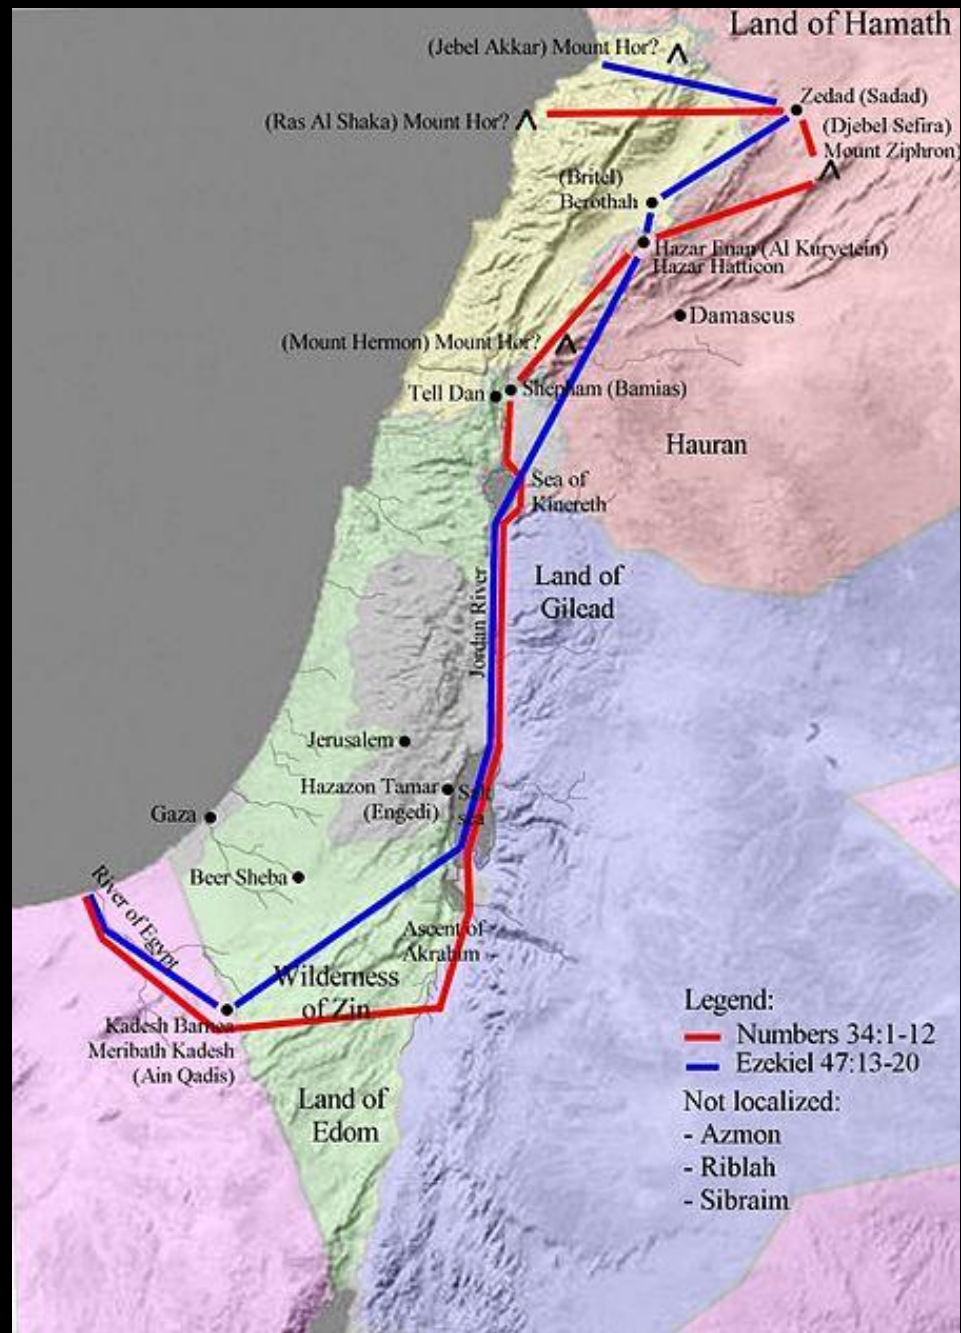 Land of Hamath
(Jebel Akkar) Mount Hor?
Zedad (Sadad)
(Ras Al Shaka) Mount Hor?
(Djebel Sefira)
Mount Ziphron)
(Britel)
Berothah
Hazar Enan (Al Kuryetein)
Hazar Hatticon
Damascus
(Mount Hermon) Mount Hor?
Tell Dan
Shepham (Bamias)
Hauran
Sea of
Kinereth
Land of
Gilead
Jordan River
Jerusalem
Hazazon Tamar
(Engedi)
Salt
sea
Gaza
Beer Sheba
River of Egypt
Ascent of
Akrabim
Wilderness
of Zin
Kadesh Barnea
Meribath Kadesh
(Ain Qadis)
Land of
Edom
Legend:
Numbers 34:1-12
Ezekiel 47:13-20
Not localized:
- Azmon
- Riblah
- Sibraim